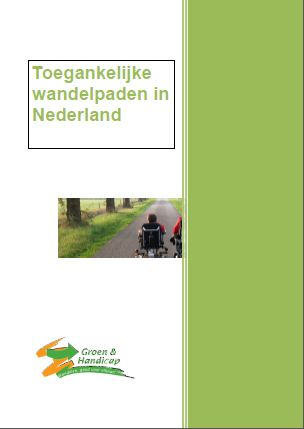 Toegankelijke
wandelpaden in
Nederland
Groen &
Handicap